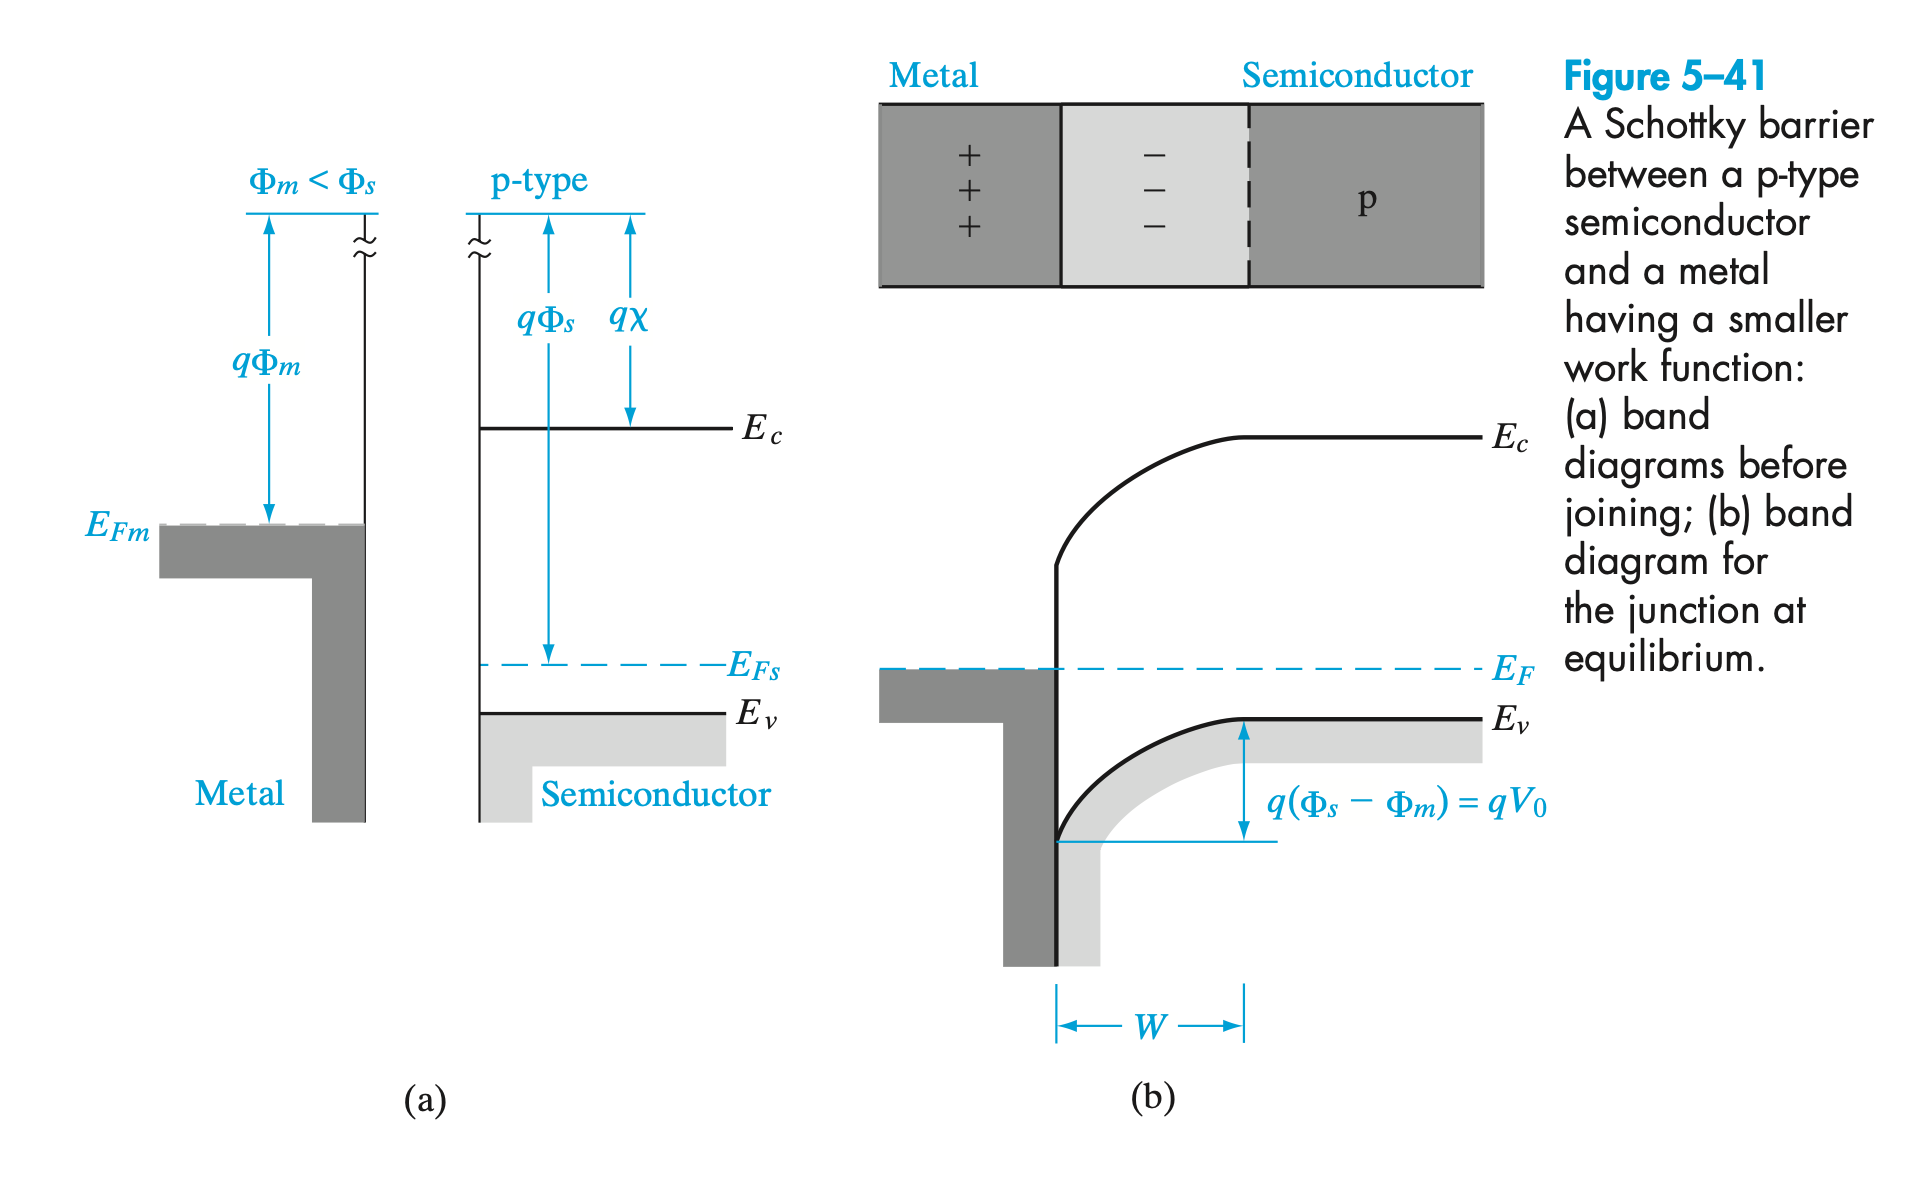 Φm < Φs
p-type
qΦm
qΦs
qχ
Ec
EFm
EFs
Ev
Metal
Semiconductor
(a)
Metal
Semiconductor
+
+
+
−
−
−
p
Ec
EF
Ev
q(Φs − Φm) = qV0
W
(b)
Figure 5–41
A Schottky barrier
between a p-type
semiconductor
and a metal
having a smaller
work function:
(a) band
diagrams before
joining; (b) band
diagram for
the junction at
equilibrium.